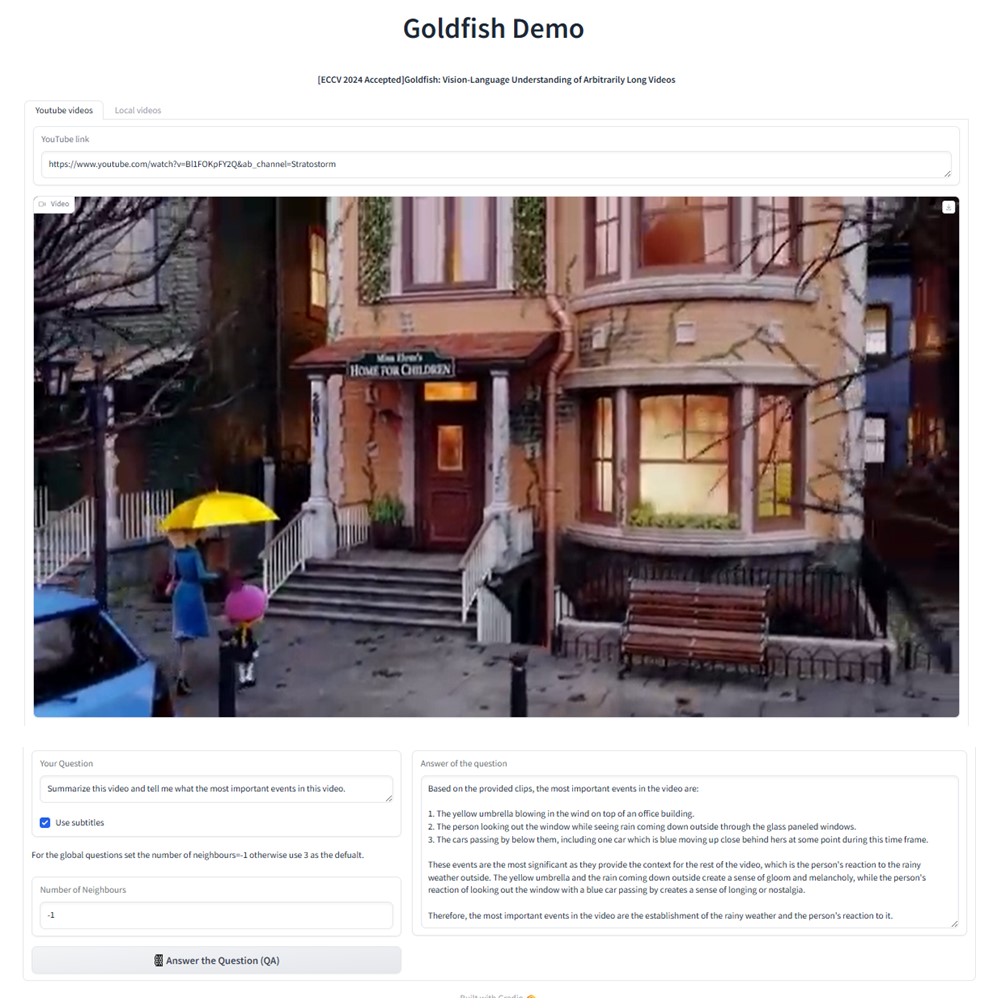 Goldfish Demo
[ECCV 2024 Accepted]Goldfish: Vision-Language Understanding of Arbitrarily Long Videos
Youtube videos
Local videos
YouTube link
https://www.youtube.com/watch?v=Bl1FOKpFY2Q&ab_channel=Stratostorm
Video
HOME FOR CHILDREN
Your Question
Summarize this video and tell me what the most important events in this video.
Use subtities
For the global questions set the number of neighbours=-1 otherwise use 3 as the defualt.
Number of Neighbours
-1
Answer the Question (QA)
Answer of the question
Based on the provided clips, the most important events in the video are:
1. The yellow umbrella blowing in the wind on top of an office building.
2. The person looking out the window while seeing rain coming down outside through the glass paneled windows.
3. The cars passing by below them, including one car which is blue moving up close behind hers at some point during this time frame.
These events are the most significant as they provide the context for the rest of the video, which is the person's reaction to the rainy
weather outside. The yellow umbrella and the rain coming down outside create a sense of gloom and melancholy, while the person's
reaction of looking out the window with a blue car passing by creates a sense of longing or nostalgia.
Therefore, the most important events in the video are the establishment of the rainy weather and the person's reaction to it.